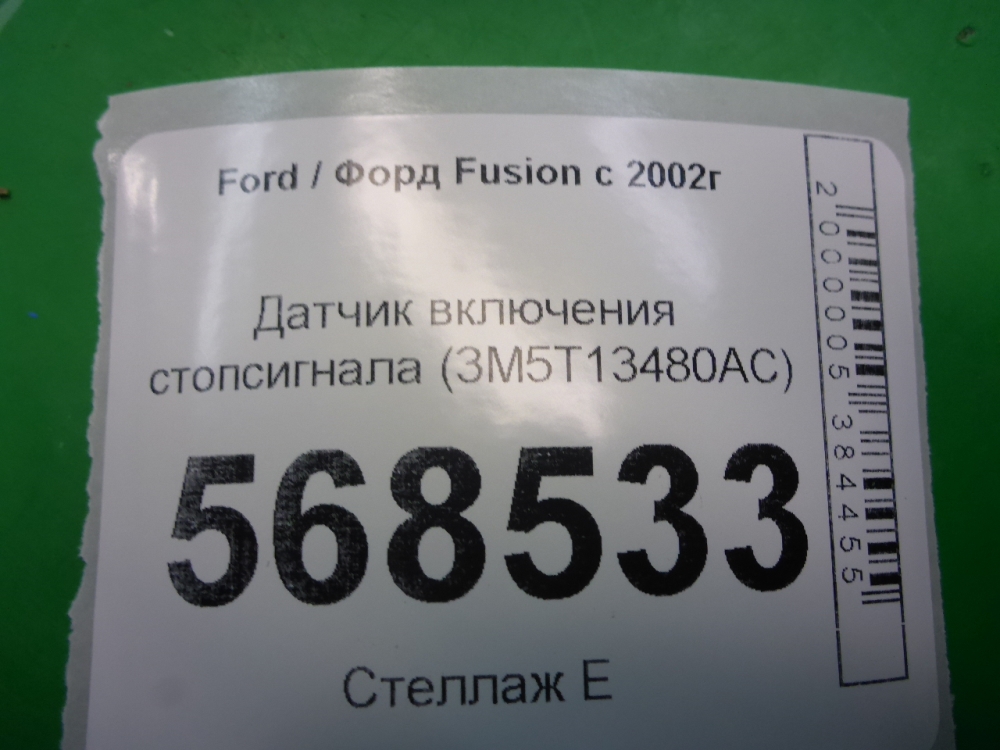 Ford / Форд Fusion с 2002г
Датчик включения
стопсигнала (3M5T13480AC)
568533
Стеллаж Е
2000005384455